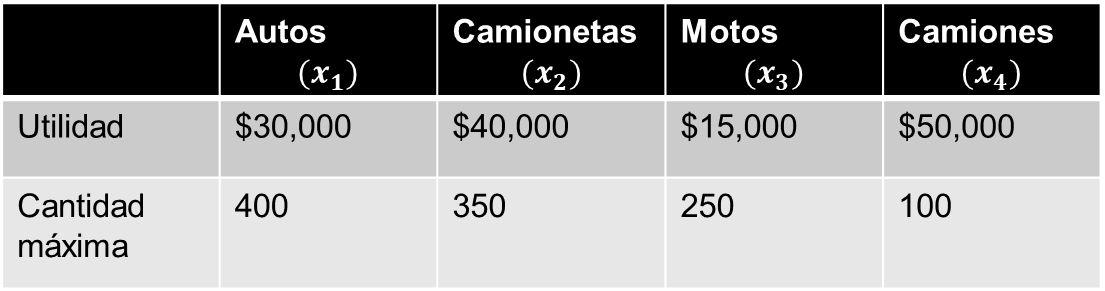 Autos Camionetas Motos Camiones
(x₁) (x₂) (x₃) (x₄)
Utilidad $30,000 $40,000 $15,000 $50,000
Cantidad 400 350 250 100
máxima